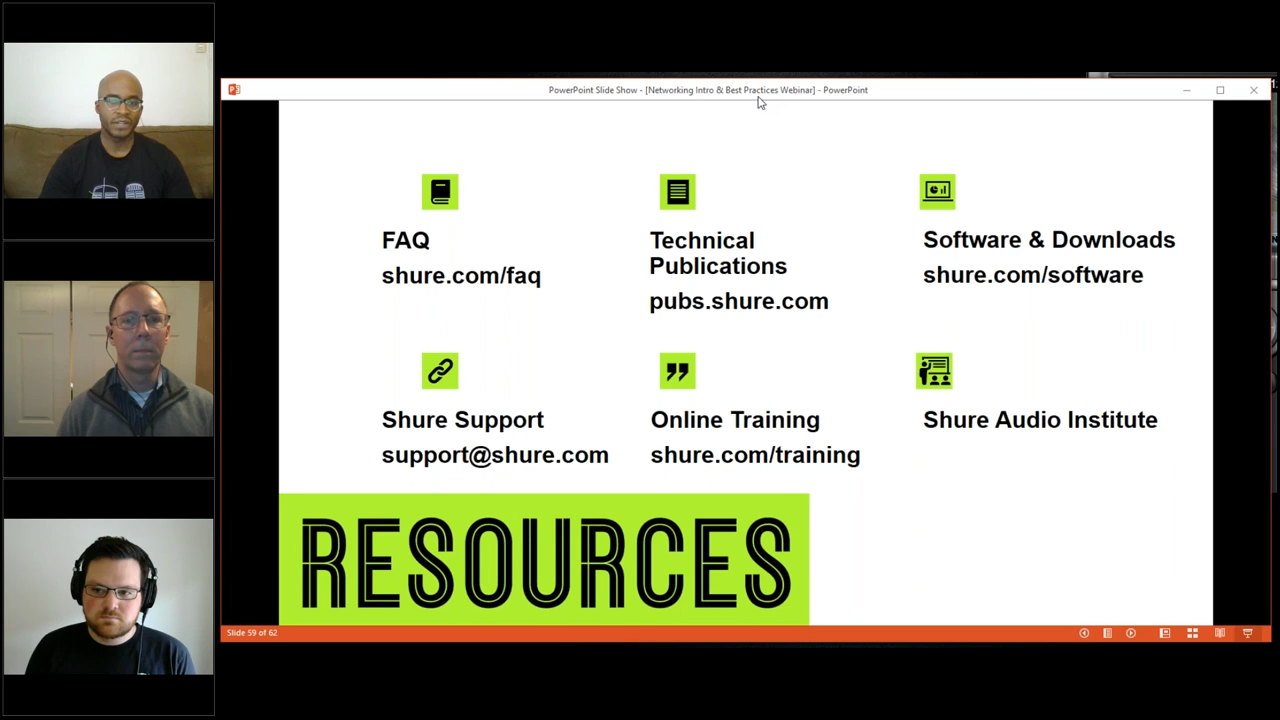 PowerPoint Slide Show - [Networking Intro & Best Practices Webinar] - PowerPoint
FAQ
shure.com/faq
Technical
Publications
pubs.shure.com
Software & Downloads
shure.com/software
Shure Support
support@shure.com
Online Training
shure.com/training
Shure Audio Institute
RESOURCES
Slide 59 of 62